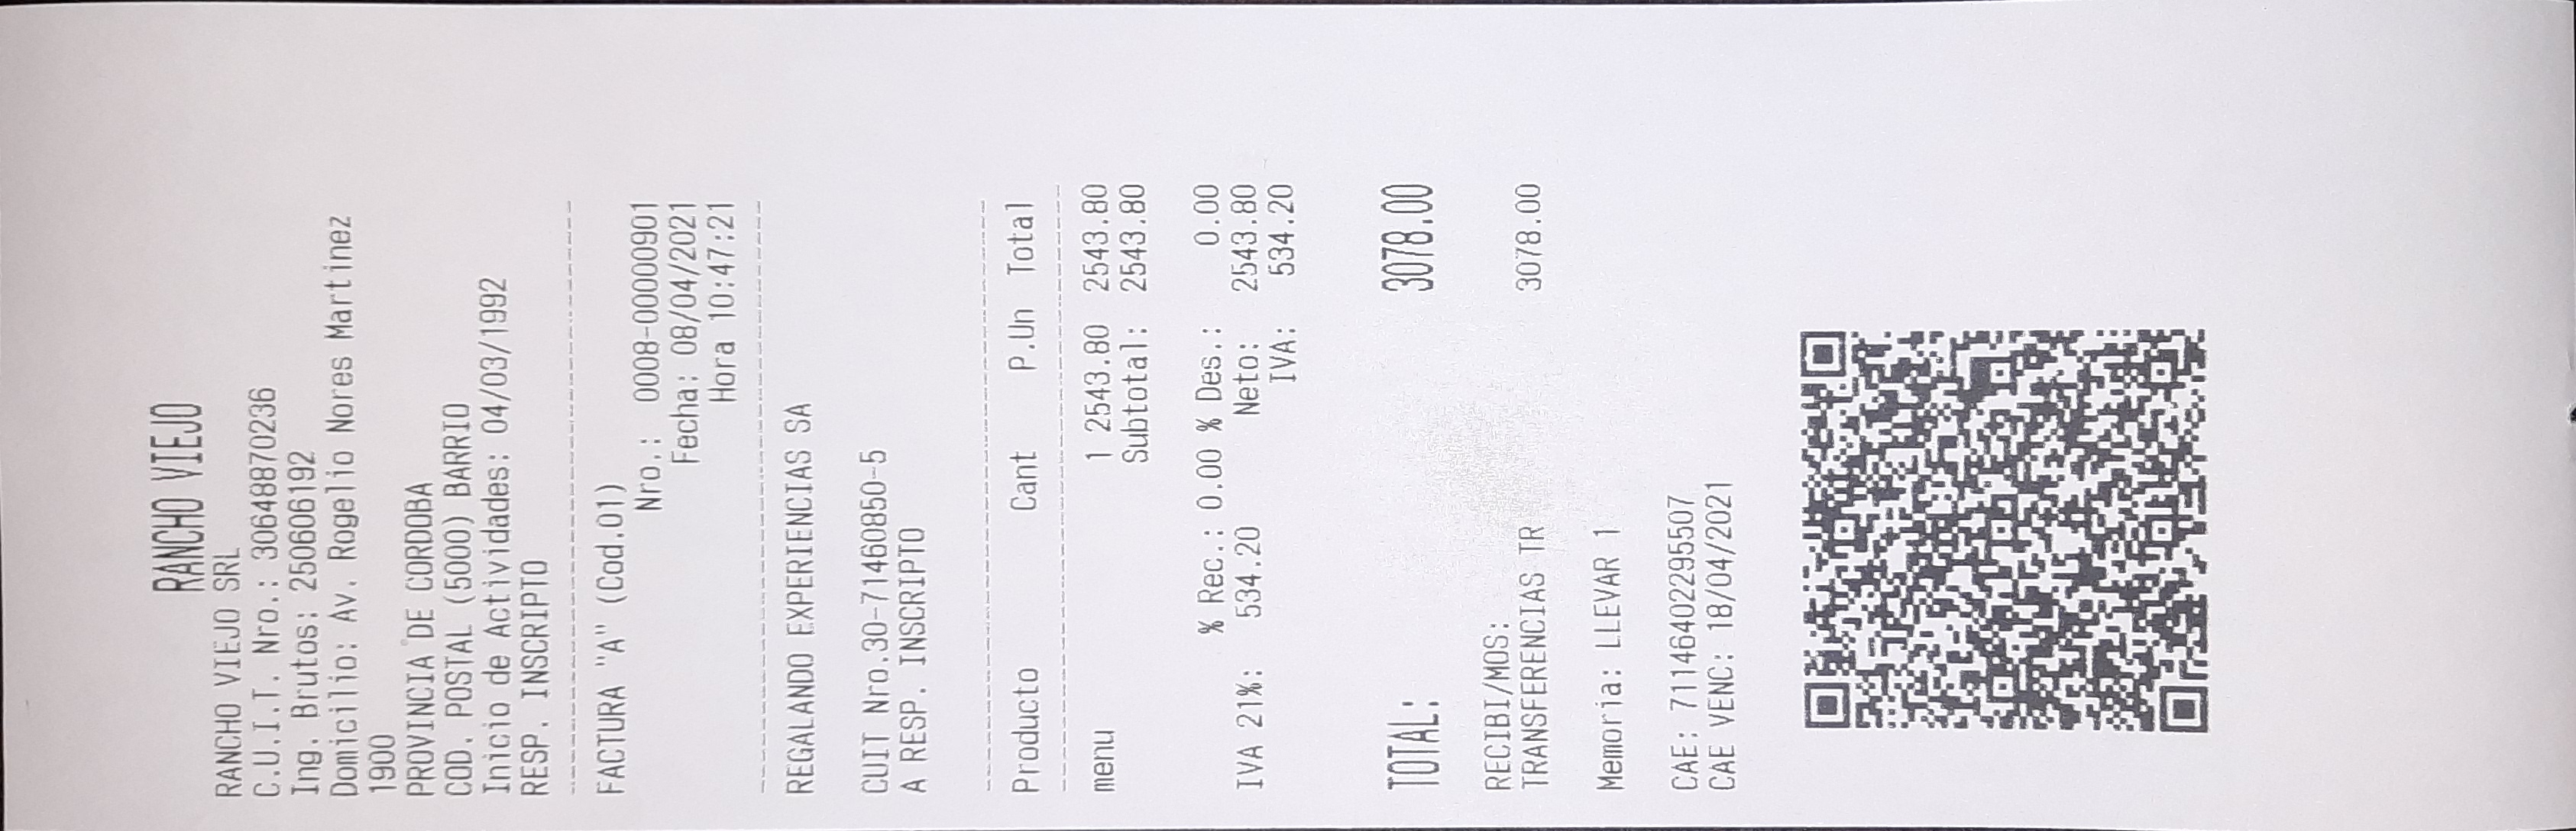 RANCHO VIEJO
RANCHO VIEJO SRL
C.U.I.T. Nro.: 30648870236
Ing. Brutos: 250606192
Domicilio: Av. Rogelio Nores Martinez
1900
PROVINCIA DE CORDOBA
COD. POSTAL (5000) BARRIO
Inicio de Actividades: 04/03/1992
RESP. INSCRIPTO
FACTURA "A" (Cod.01)
Nro.: 0008-00000901
Fecha: 08/04/2021
Hora 10:47:21
REGALANDO EXPERIENCIAS SA
CUIT Nro.30-71460850-5
A RESP. INSCRIPTO
Producto Cant P.Un Total
menu 1 2543.80 2543.80
Subtotal: 2543.80
% Rec.: 0.00 % Des.: 0.00
IVA 21%: 534.20 Neto: 2543.80
IVA: 534.20
TOTAL: 3078.00
RECIBI/MOS:
TRANSFERENCIAS TR 3078.00
Memoria: LLEVAR 1
CAE: 71146402295507
CAE VENC: 18/04/2021